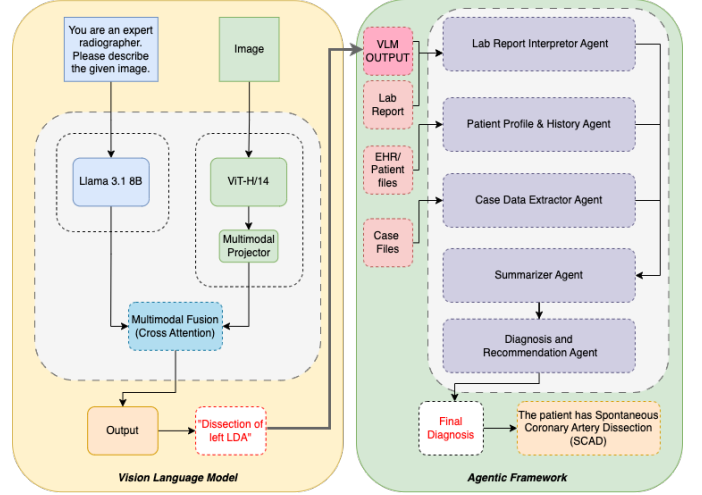 You are an expert
radiographer.
Please describe
the given image.
Image
Llama 3.1 8B
ViT-H/14
Multimodal
Projector
Multimodal Fusion
(Cross Attention)
Output
"Dissection of
left LDA"
Vision Language Model
VLM
OUTPUT
Lab
Report
EHR/
Patient
files
Case
Files
Lab Report Interpretor Agent
Patient Profile & History Agent
Case Data Extractor Agent
Summarizer Agent
Diagnosis and
Recommendation Agent
Final
Diagnosis
The patient has Spontaneous
Coronary Artery Dissection
(SCAD)
Agentic Framework